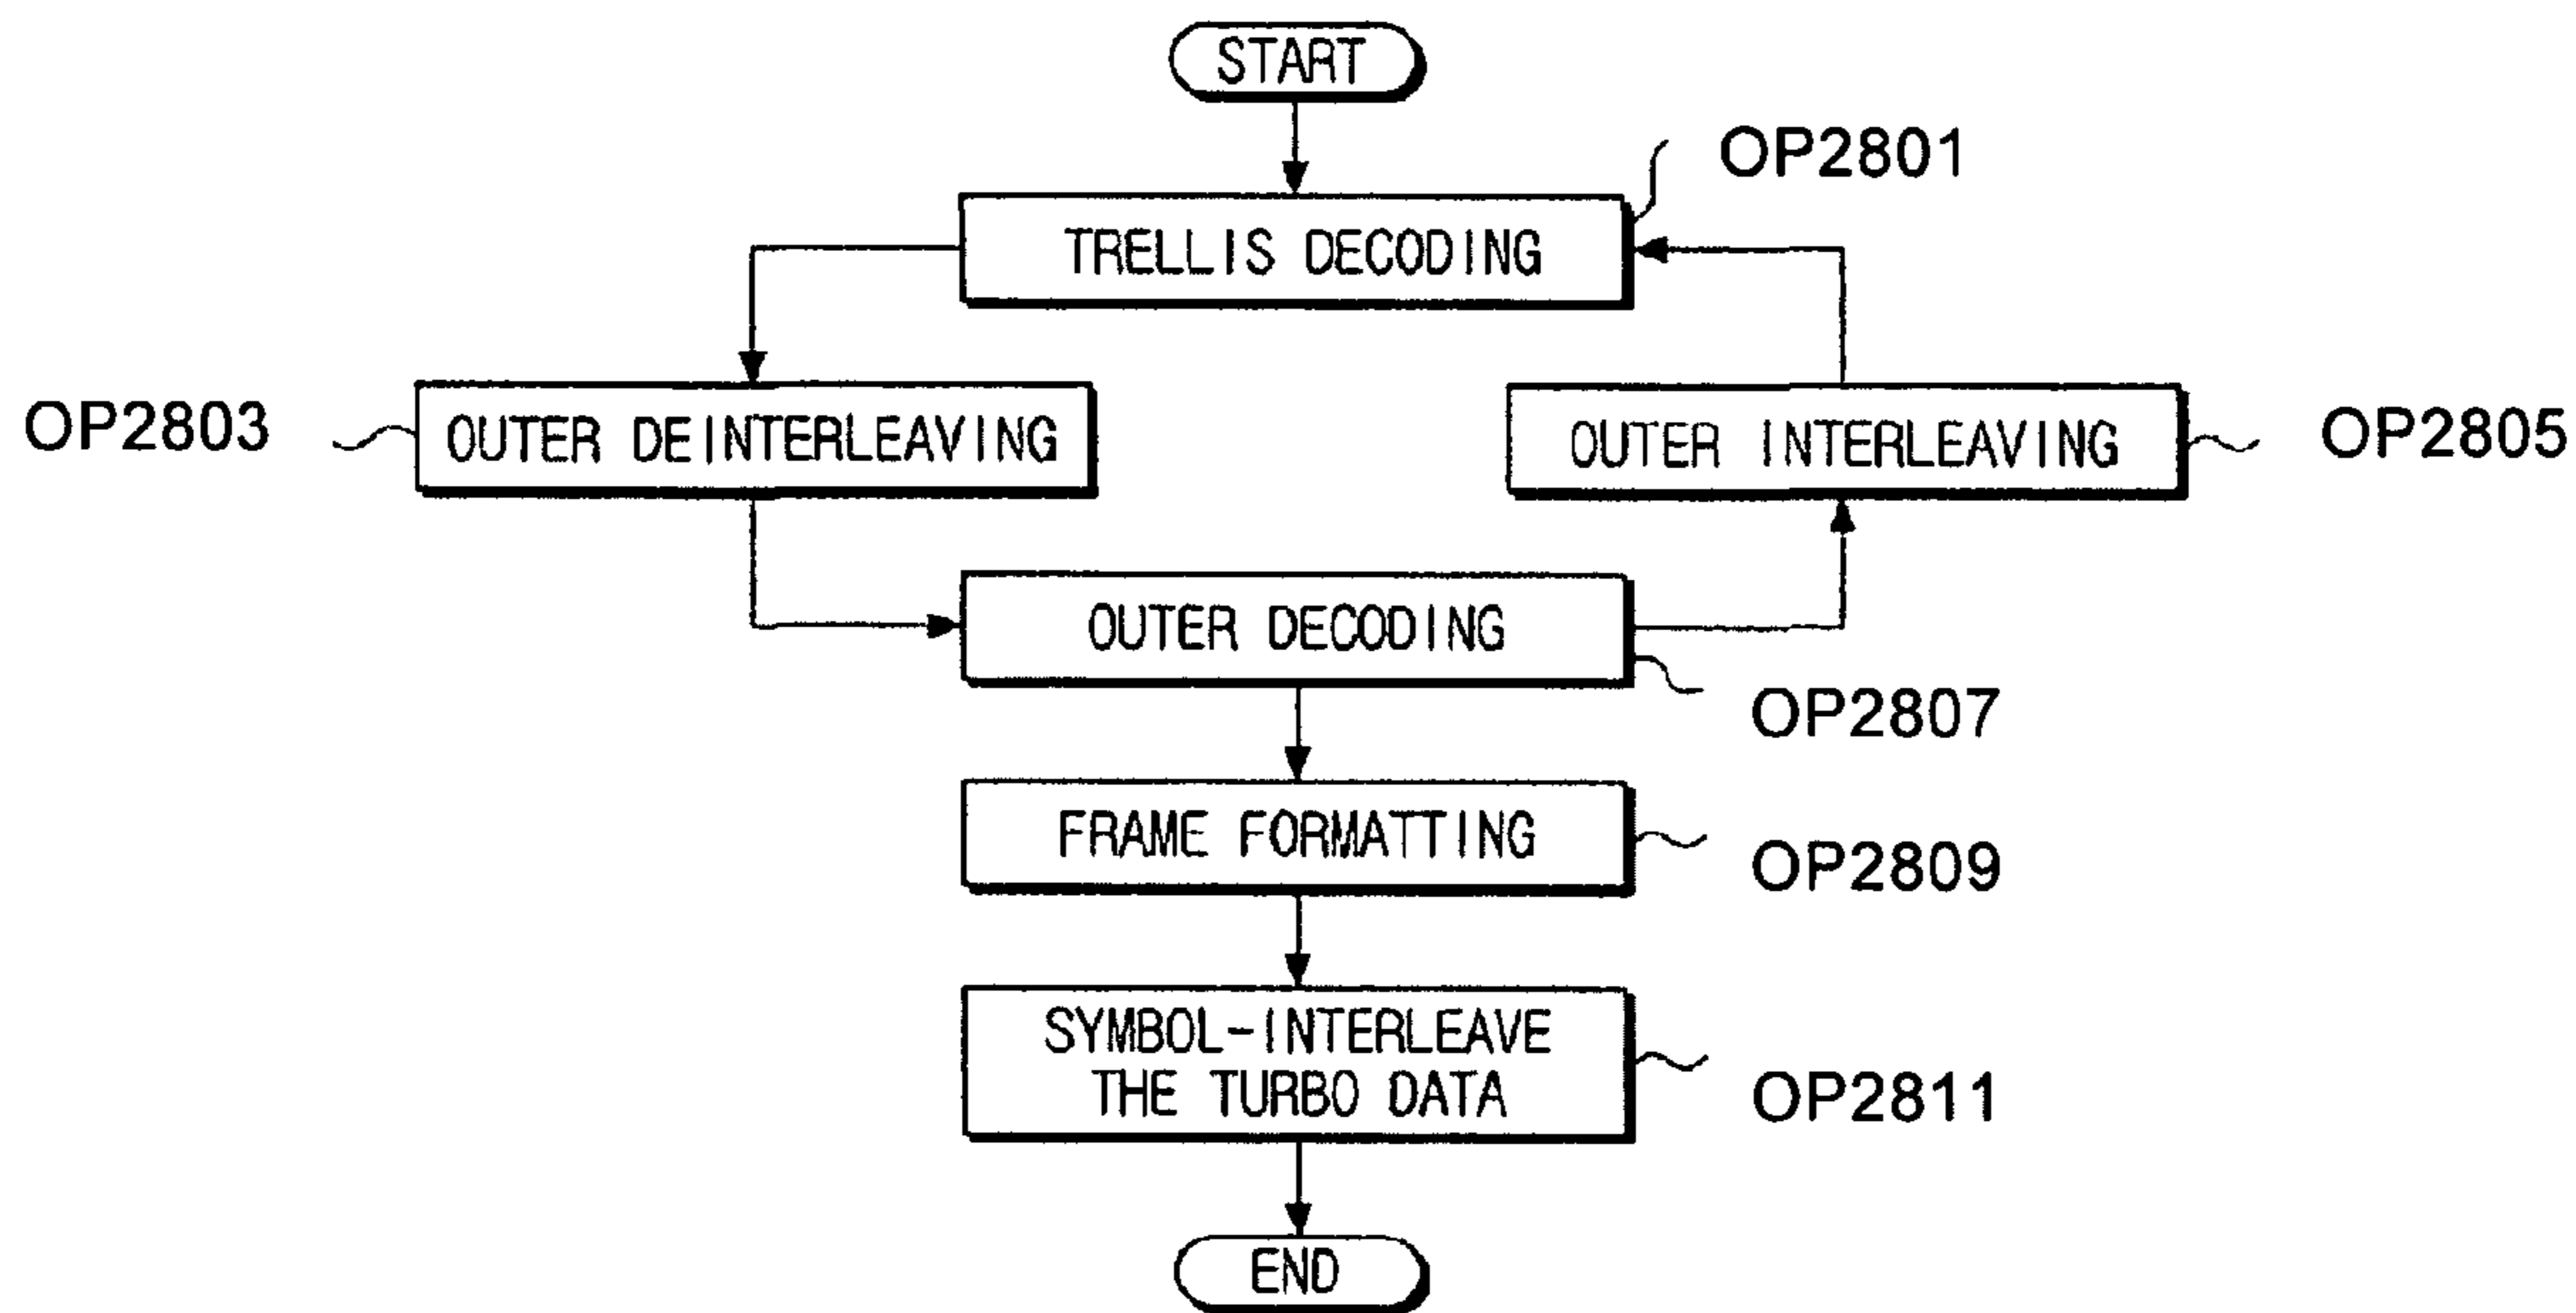 START
OP2801
TRELLIS DECODING
OP2803
OUTER DEINTERLEAVING
OUTER INTERLEAVING
OP2805
OUTER DECODING
OP2807
FRAME FORMATTING
OP2809
SYMBOL-INTERLEAVE
THE TURBO DATA
OP2811
END